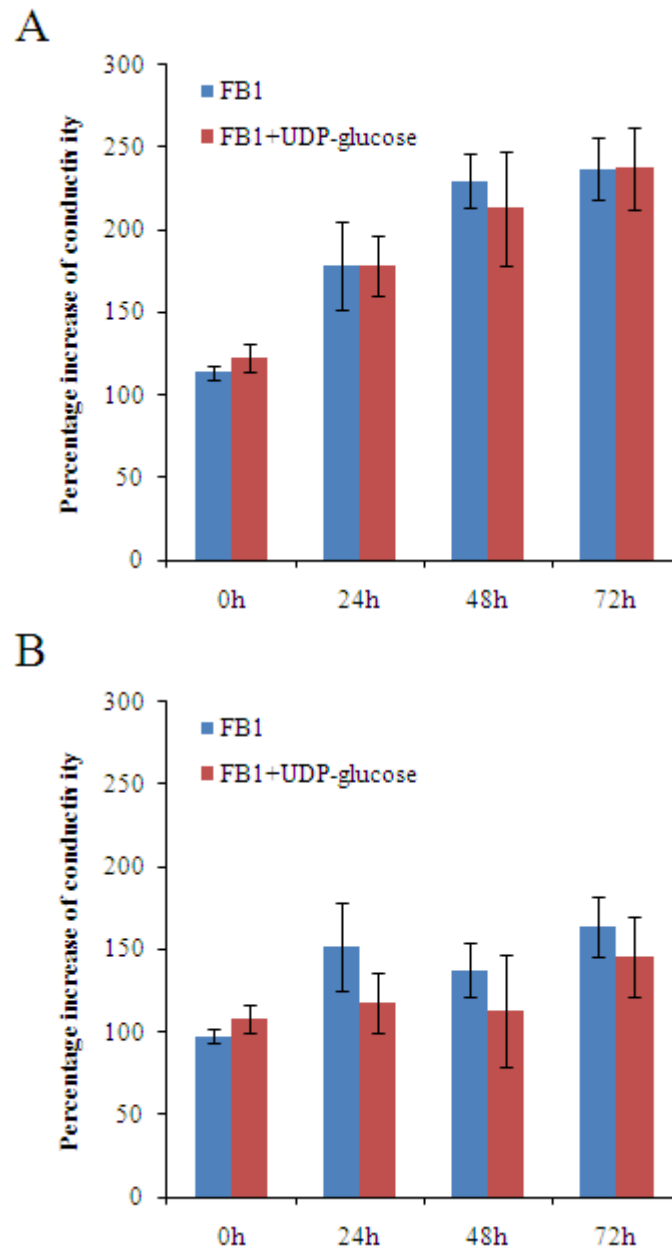 A
Percentage increase of conductivity
300
250
200
150
100
50
0
FB1
FB1+UDP-glucose
0h 24h 48h 72h
B
Percentage increase of conductivity
300
250
200
150
100
50
0
FB1
FB1+UDP-glucose
0h 24h 48h 72h